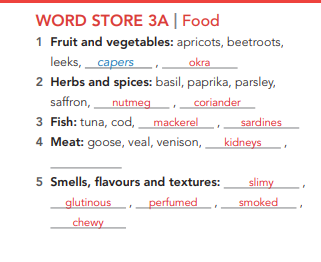 WORD STORE 3A | Food
1 Fruit and vegetables: apricots, beetroots,
leeks, capers, okra
2 Herbs and spices: basil, paprika, parsley,
saffron, nutmeg, coriander
3 Fish: tuna, cod, mackerel, sardines
4 Meat: goose, veal, venison, kidneys,
5 Smells, flavours and textures: slimy,
glutinous, perfumed, smoked,
chewy